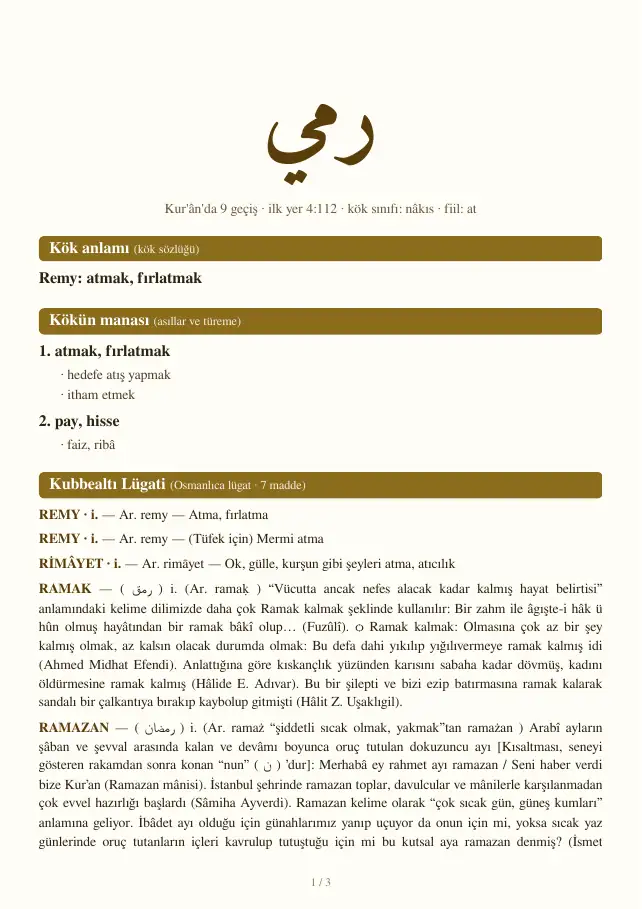 رمي
Kur'ân'da 9 geçiş · ilk yer 4:112 · kök sınıfı: nâkıs · fiil: at
Kök anlamı (kök sözlüğü)
Remy: atmak, fırlatmak
Kökün manası (asıllar ve türeme)
1. atmak, fırlatmak
· hedefe atış yapmak
· itham etmek
2. pay, hisse
· faiz, ribâ
Kubbealtı Lügati (Osmanlıca lügat · 7 madde)
REMY · i. — Ar. remy — Atma, fırlatma
REMY · i. — Ar. remy — (Tüfek için) Mermi atma
RİMÂYET · i. — Ar. rimāyet — Ok, gülle, kurşun gibi şeyleri atma, atıcılık
RAMAK — ( رمق ) i. (Ar. ramaḳ ) “Vücutta ancak nefes alacak kadar kalmış hayat belirtisi”
anlamındaki kelime dilimizde daha çok Ramak kalmak şeklinde kullanılır: Bir zahm ile âgışte-i hâk ü
hûn olmuş hayâtından bir ramak bâkî olup… (Fuzûlî). ѻ Ramak kalmak: Olmasına çok az bir şey
kalmış olmak, az kalsın olacak durumda olmak: Bu defa dahi yıkılıp yığılıvermeye ramak kalmış idi
(Ahmed Midhat Efendi). Anlattığına göre kıskançlık yüzünden karısını sabaha kadar dövmüş, kadını
öldürmesine ramak kalmış (Hâlide E. Adıvar). Bu bir şilepti ve bizi ezip batırmasına ramak kalarak
sandalı bir çalkantıya bırakıp kaybolup gitmişti (Hâlit Z. Uşaklıgil).
RAMAZAN — ( رمضان ) i. (Ar. ramaż “şiddetli sıcak olmak, yakmak”tan ramażan ) Arabî ayların
şâban ve şevval arasında kalan ve devâmı boyunca oruç tutulan dokuzuncu ayı [Kısaltması, seneyi
gösteren rakamdan sonra konan “nun” ( ن ) ’dur]: Merhabâ ey rahmet ayı ramazan / Seni haber verdi
bize Kur’an (Ramazan mânisi). İstanbul şehrinde ramazan toplar, davulcular ve mânilerle karşılanmadan
çok evvel hazırlığı başlardı (Sâmiha Ayverdi). Ramazan kelime olarak “çok sıcak gün, güneş kumları”
anlamına geliyor. İbâdet ayı olduğu için günahlarımız yanıp uçuyor da onun için mi, yoksa sıcak yaz
günlerinde oruç tutanların içleri kavrulup tutuştuğu için mi bu kutsal aya ramazan denmiş? (İsmet
1 / 3